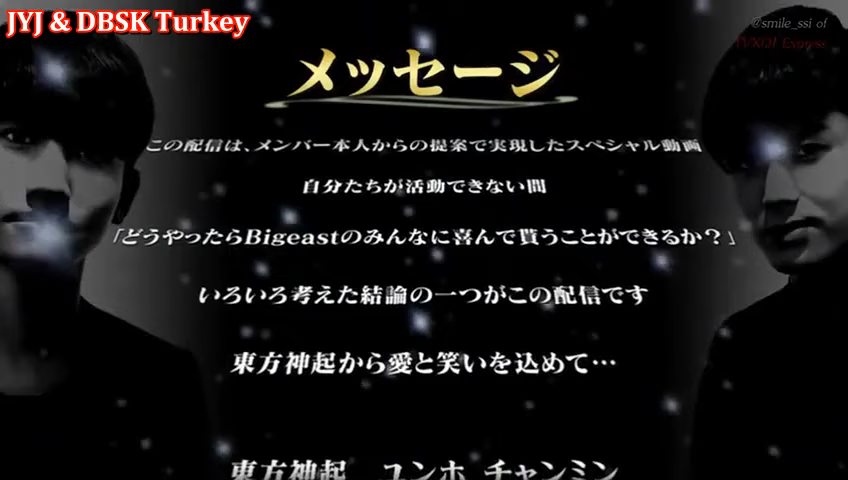 JYJ & DBSK Turkey
@smile_ssi of
TVXQ! Express
メッセージ
この配信は、メンバー本人からの提案で実現したスペシャル動画
自分たちが活動できない間
「どうやったらBigeastのみんなに喜んで貰うことができるか？」
いろいろ考えた結論の一つがこの配信です
東方神起から愛と笑いを込めて…
東方神起 ユンホ チャンミン